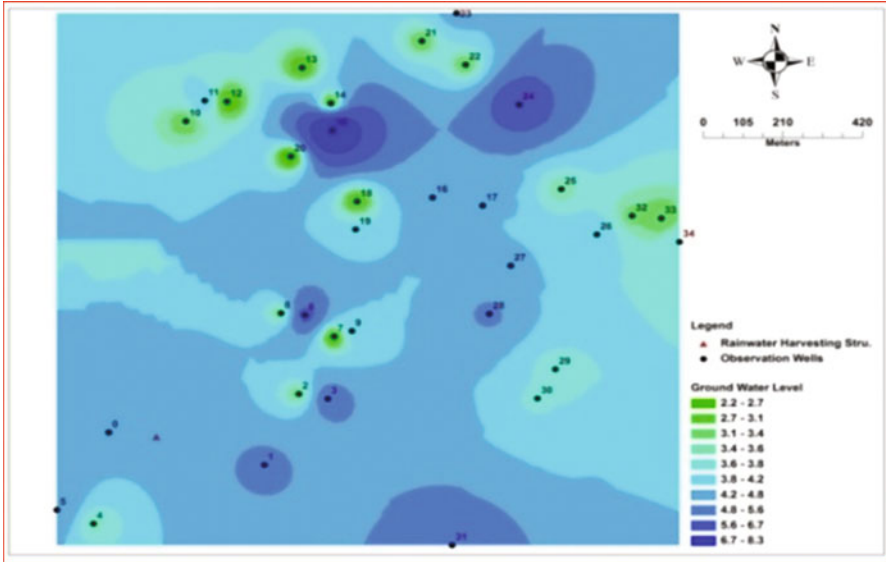 23
21
22
13
N
W E
S
11
12
14
24
10
0 105 210 420
Meters
20
25
18
16
17
32
33
19
26
34
27
6
28
7
9
Legend
Rainwater Harvesting Stru.
Observation Wells
29
2
3
30
Ground Water Level
2.2 - 2.7
2.7 - 3.1
3.1 - 3.4
3.4 - 3.6
3.6 - 3.8
3.8 - 4.2
4.2 - 4.8
4.8 - 5.6
5.6 - 6.7
6.7 - 8.3
0
1
5
4
31